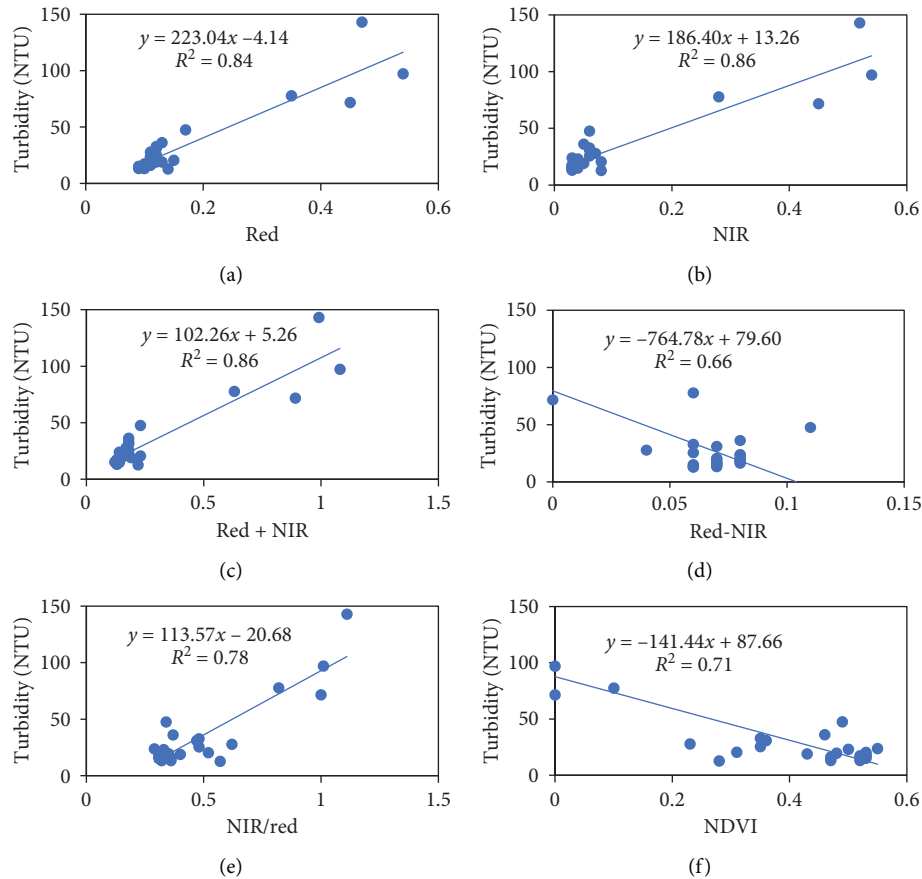 Turbidity (NTU)
150
100
50
0
y = 223.04x –4.14
R² = 0.84
0 0.2 0.4 0.6
Red
(a)
Turbidity (NTU)
150
100
50
0
y = 186.40x + 13.26
R² = 0.86
0 0.2 0.4 0.6
NIR
(b)
Turbidity (NTU)
150
100
50
0
y = 102.26x + 5.26
R² = 0.86
0 0.5 1 1.5
Red + NIR
(c)
Turbidity (NTU)
150
100
50
0
y = –764.78x + 79.60
R² = 0.66
0 0.05 0.1 0.15
Red-NIR
(d)
Turbidity (NTU)
150
100
50
0
y = 113.57x – 20.68
R² = 0.78
0 0.5 1 1.5
NIR/red
(e)
Turbidity (NTU)
150
100
50
0
y = –141.44x + 87.66
R² = 0.71
0 0.2 0.4 0.6
NDVI
(f)